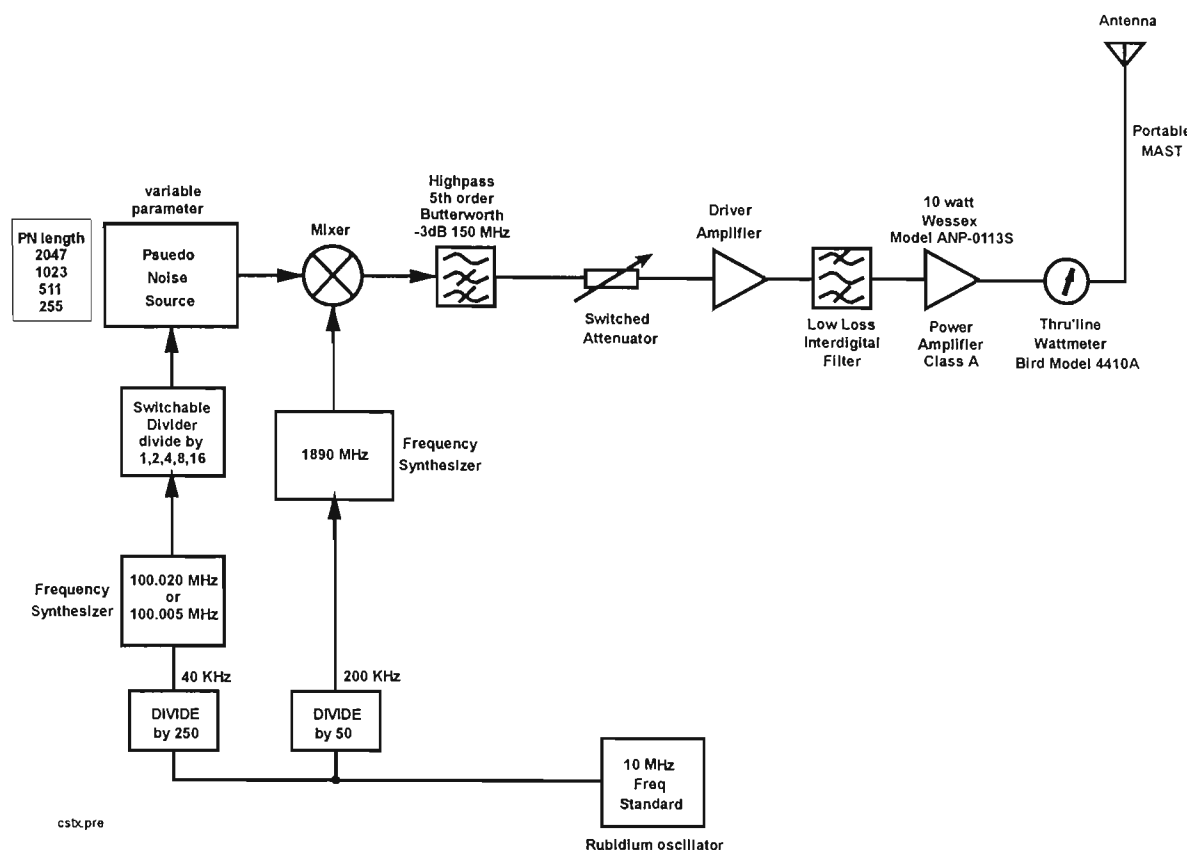 Antenna
Portable
MAST
variable
parameter
PN length
2047
1023
511
255
Psuedo
Noise
Source
Mixer
Highpass
5th order
Butterworth
-3dB 150 MHz
Switched
Attenuator
Driver
Amplifier
Low Loss
Interdigital
Filter
10 watt
Wessex
Model ANP-0113S
Power
Amplifier
Class A
Thru'line
Wattmeter
Bird Model 4410A
Switchable
Divider
divide by
1,2,4,8,16
1890 MHz
Frequency
Synthesizer
Frequency
Synthesizer
100.020 MHz
or
100.005 MHz
40 KHz
200 KHz
DIVIDE
by 250
DIVIDE
by 50
10 MHz
Freq
Standard
Rubidium oscillator
cstx.pre